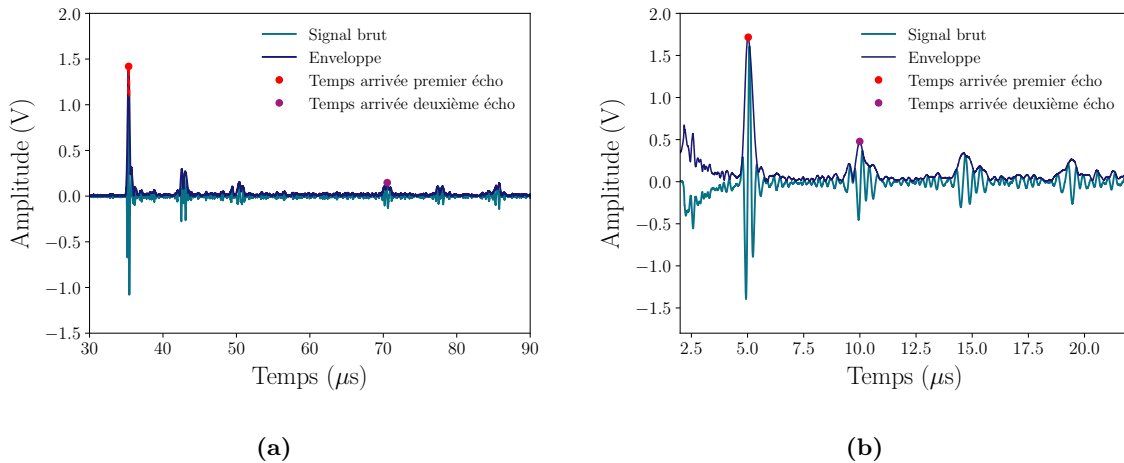 2.0
1.5
1.0
0.5
0.0
−0.5
−1.0
−1.5
Amplitude (V)
Signal brut
Enveloppe
Temps arrivée premier écho
Temps arrivée deuxième écho
30 40 50 60 70 80 90
Temps (μs)
(a)
2.0
1.5
1.0
0.5
0.0
−0.5
−1.0
−1.5
Amplitude (V)
Signal brut
Enveloppe
Temps arrivée premier écho
Temps arrivée deuxième écho
2.5 5.0 7.5 10.0 12.5 15.0 17.5 20.0
Temps (μs)
(b)